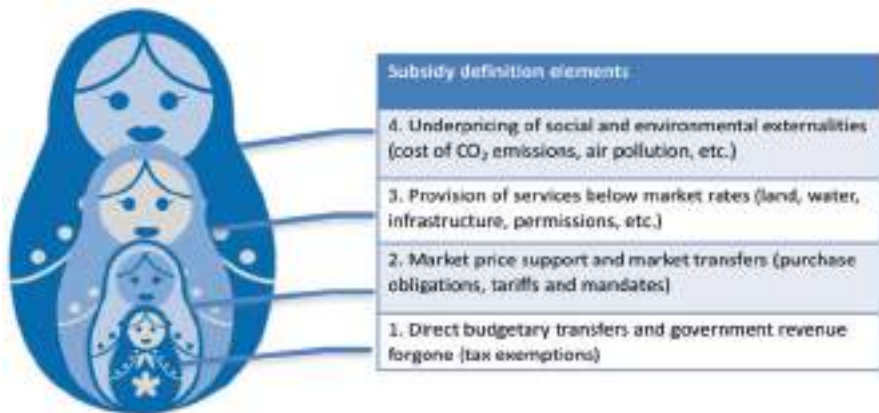 Subsidy definition elements
4. Underpricing of social and environmental externalities
(cost of CO₂ emissions, air pollution, etc.)
3. Provision of services below market rates (land, water,
infrastructure, permissions, etc.)
2. Market price support and market transfers (purchase
obligations, tariffs and mandates)
1. Direct budgetary transfers and government revenue
forgone (tax exemptions)